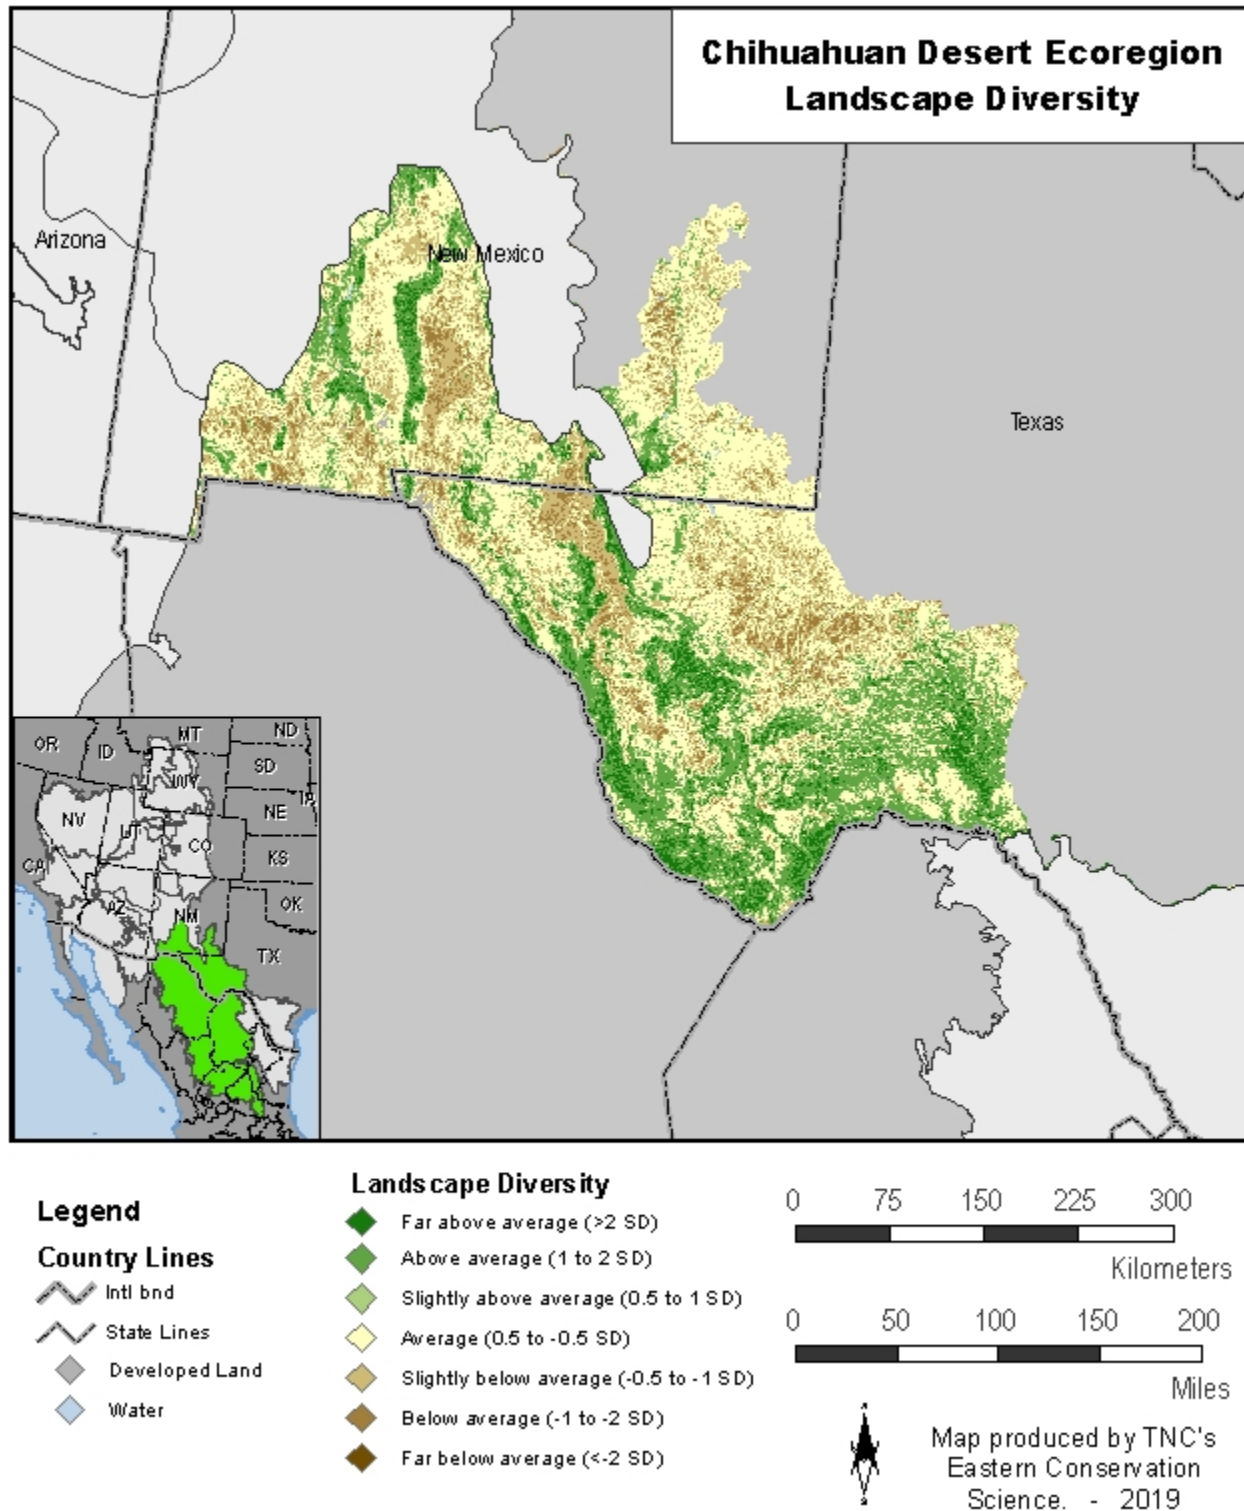 Chihuahuan Desert Ecoregion
Landscape Diversity
Arizona
New Mexico
Texas
OR
ID
MT
ND
SD
WY
IA
NE
NV
UT
CO
KS
CA
AZ
NM
OK
TX
Legend
Country Lines
Intl bnd
State Lines
Developed Land
Water
Landscape Diversity
Far above average (>2 SD)
Above average (1 to 2 SD)
Slightly above average (0.5 to 1 SD)
Average (0.5 to -0.5 SD)
Slightly below average (-0.5 to -1 SD)
Below average (-1 to -2 SD)
Far below average (<-2 SD)
0 75 150 225 300
Kilometers
0 50 100 150 200
Miles
Map produced by TNC's
Eastern Conservation
Science. - 2019